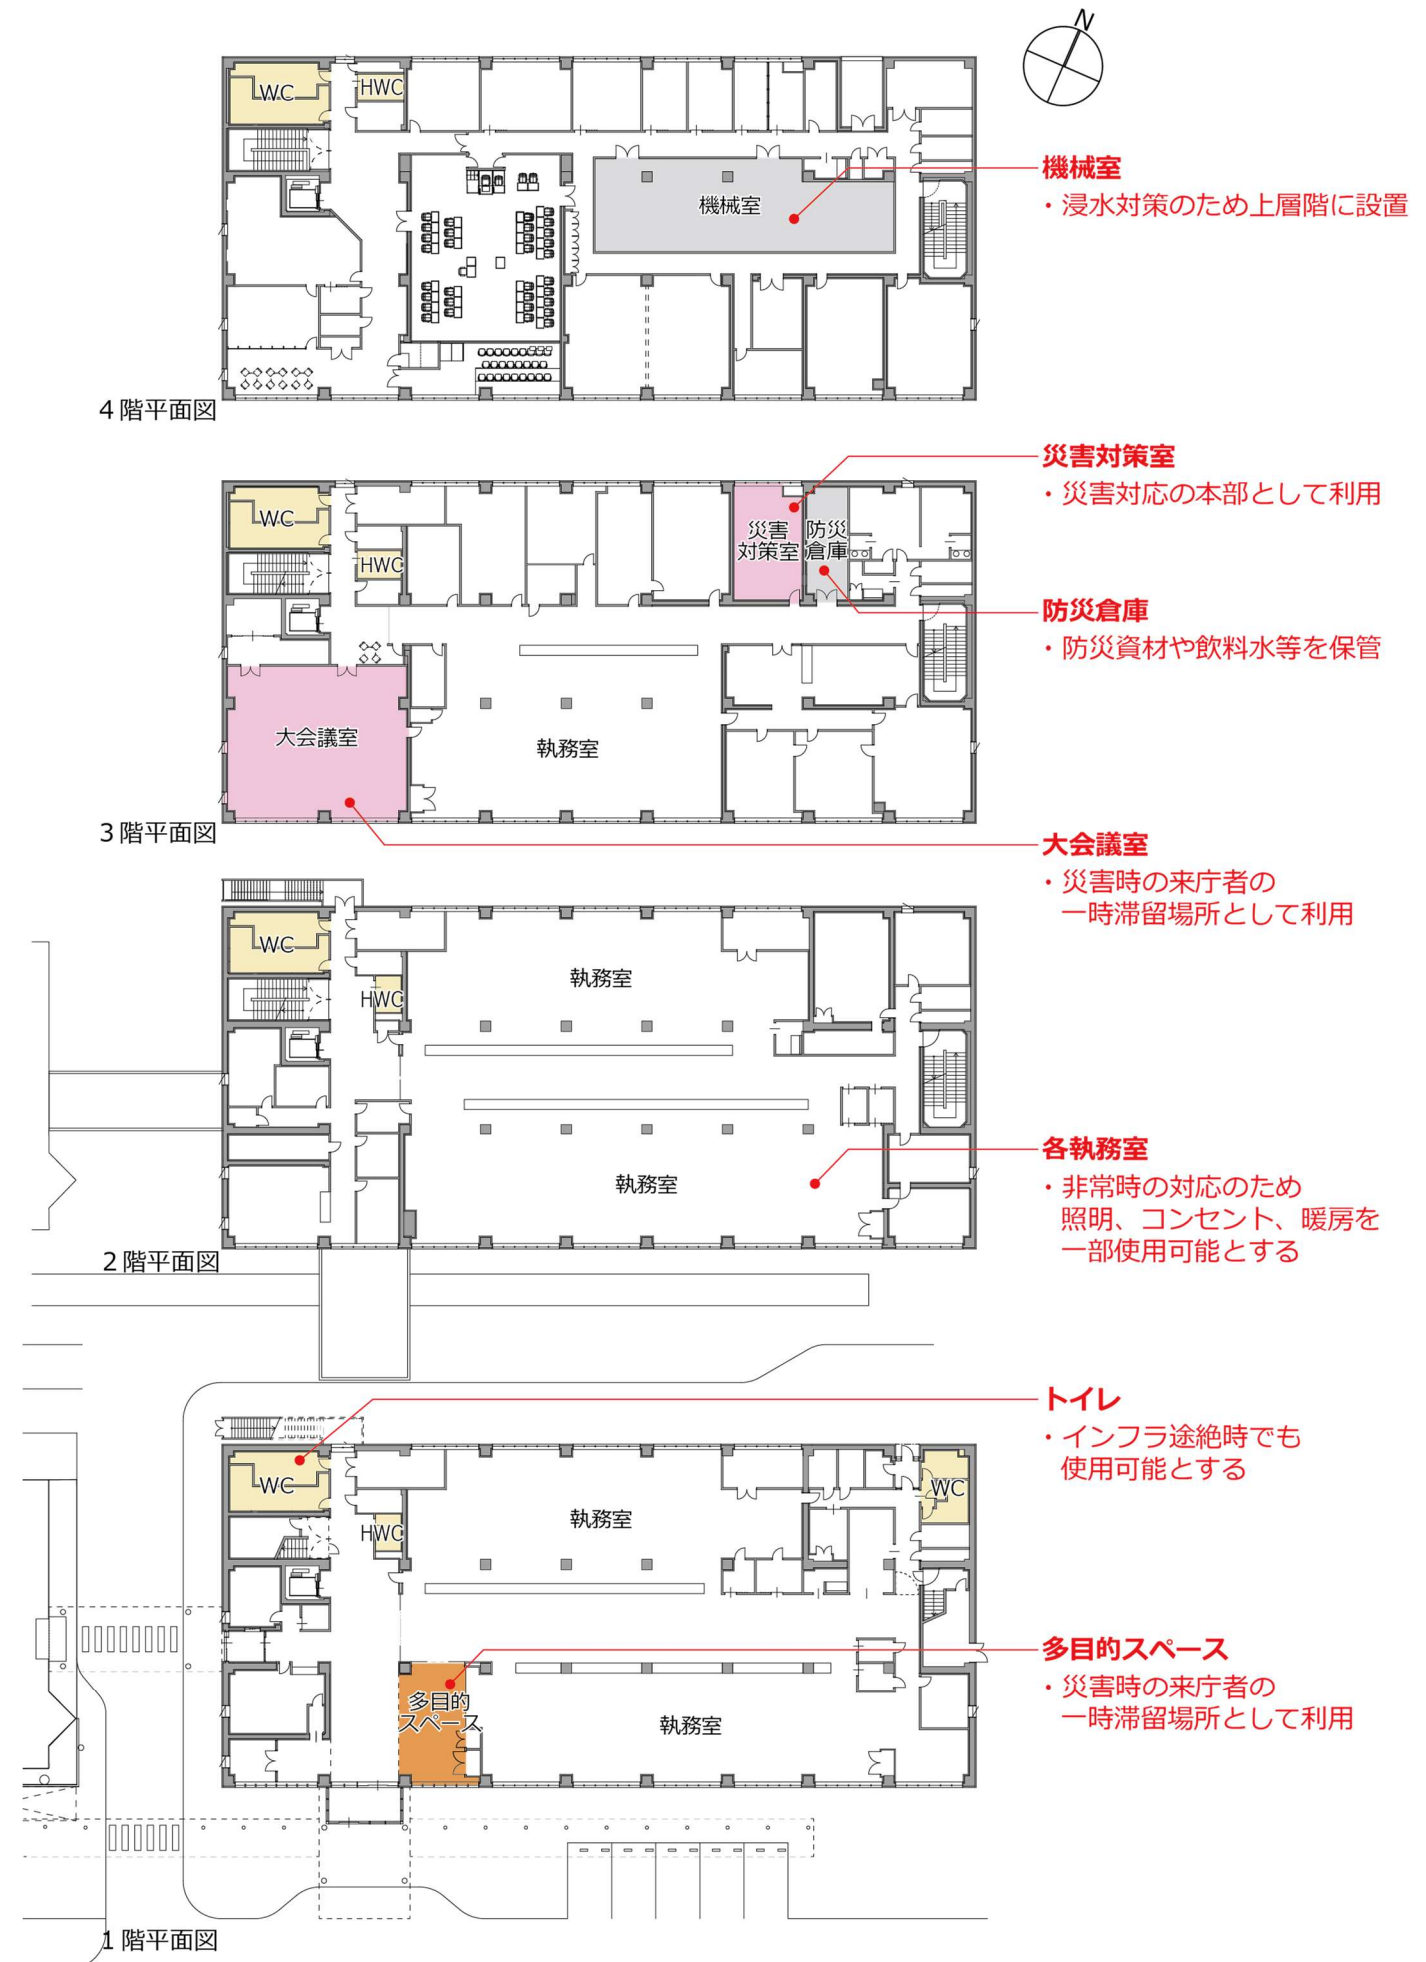 N
WC
HWC
機械室
機械室
・浸水対策のため上層階に設置
4階平面図
災害対策室
・災害対応の本部として利用
WC
HWC
災害
対策室
防災
倉庫
防災倉庫
・防災資材や飲料水等を保管
大会議室
執務室
3階平面図
大会議室
・災害時の来庁者の
一時滞留場所として利用
WC
HWC
執務室
執務室
各執務室
・非常時の対応のため
照明、コンセント、暖房を
一部使用可能とする
2階平面図
トイレ
・インフラ途絶時でも
使用可能とする
WC
HWC
執務室
WC
多目的
スペース
執務室
多目的スペース
・災害時の来庁者の
一時滞留場所として利用
1階平面図